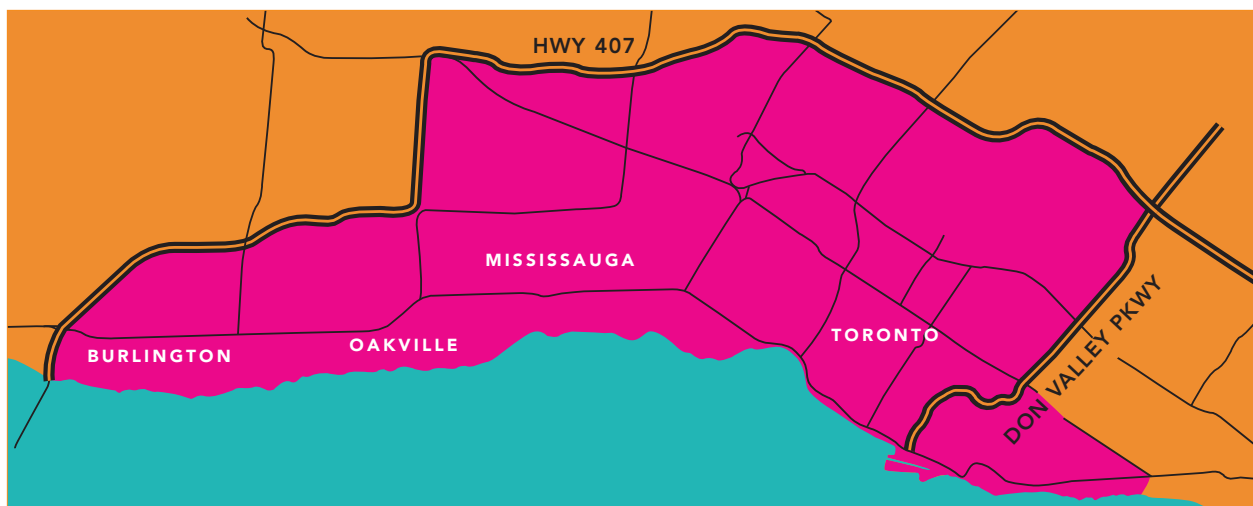 HWY 407
MISSISSAUGA
TORONTO
OAKVILLE
BURLINGTON
DON VALLEY PKWY